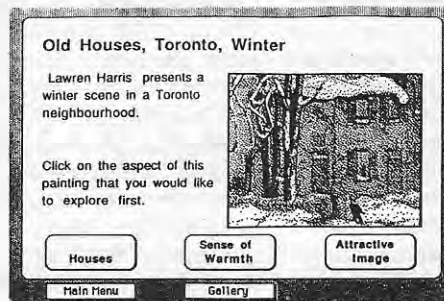 Old Houses, Toronto, Winter
Lawren Harris presents a
winter scene in a Toronto
neighbourhood.
Click on the aspect of this
painting that you would like
to explore first.
Houses
Sense of
Warmth
Attractive
Image
Main Menu
Gallery